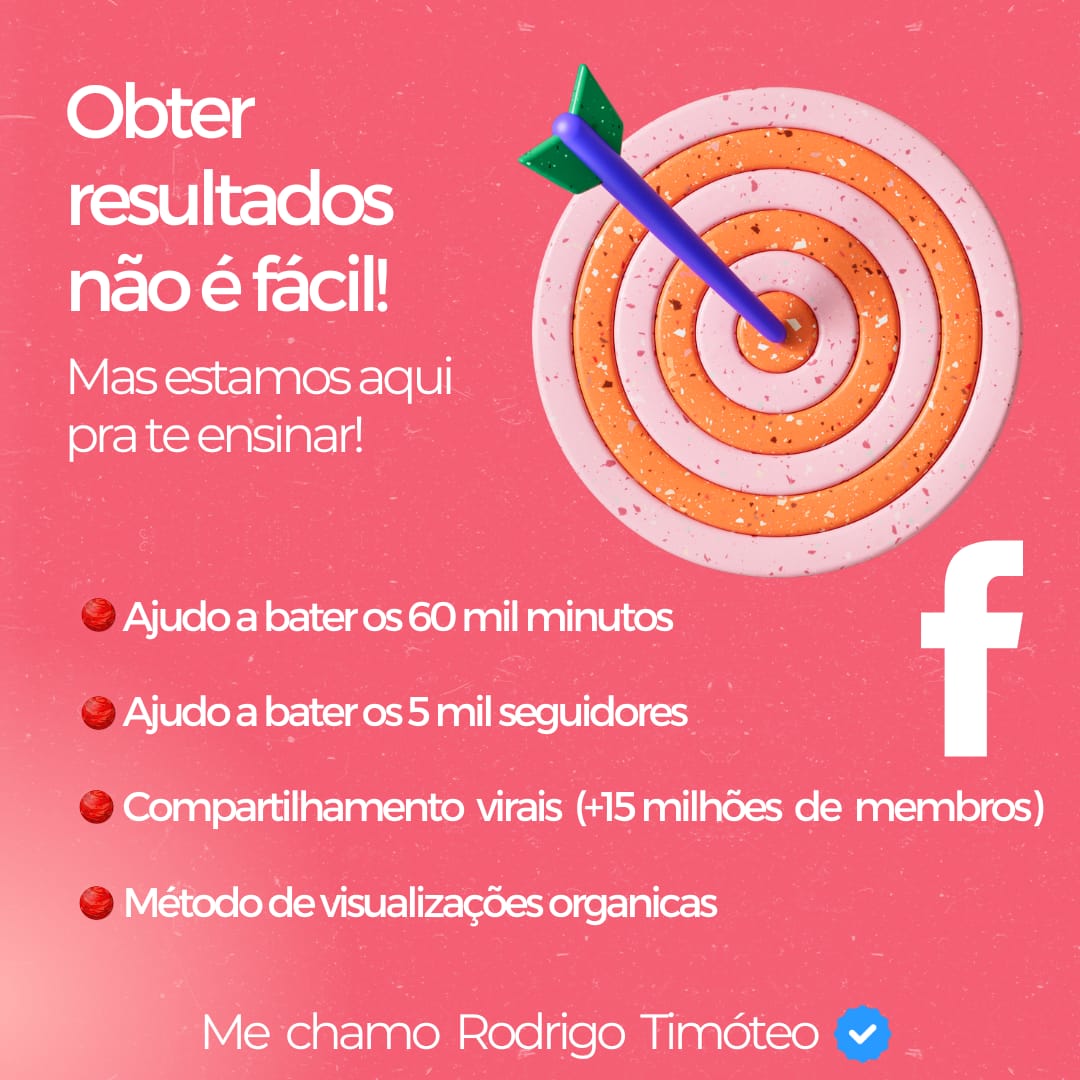 Obter
resultados
não é fácil!
Mas estamos aqui
pra te ensinar!
Ajudo a bater os 60 mil minutos
Ajudo a bater os 5 mil seguidores
Compartilhamento virais (+15 milhões de membros)
Método de visualizações organicas
Me chamo Rodrigo Timóteo